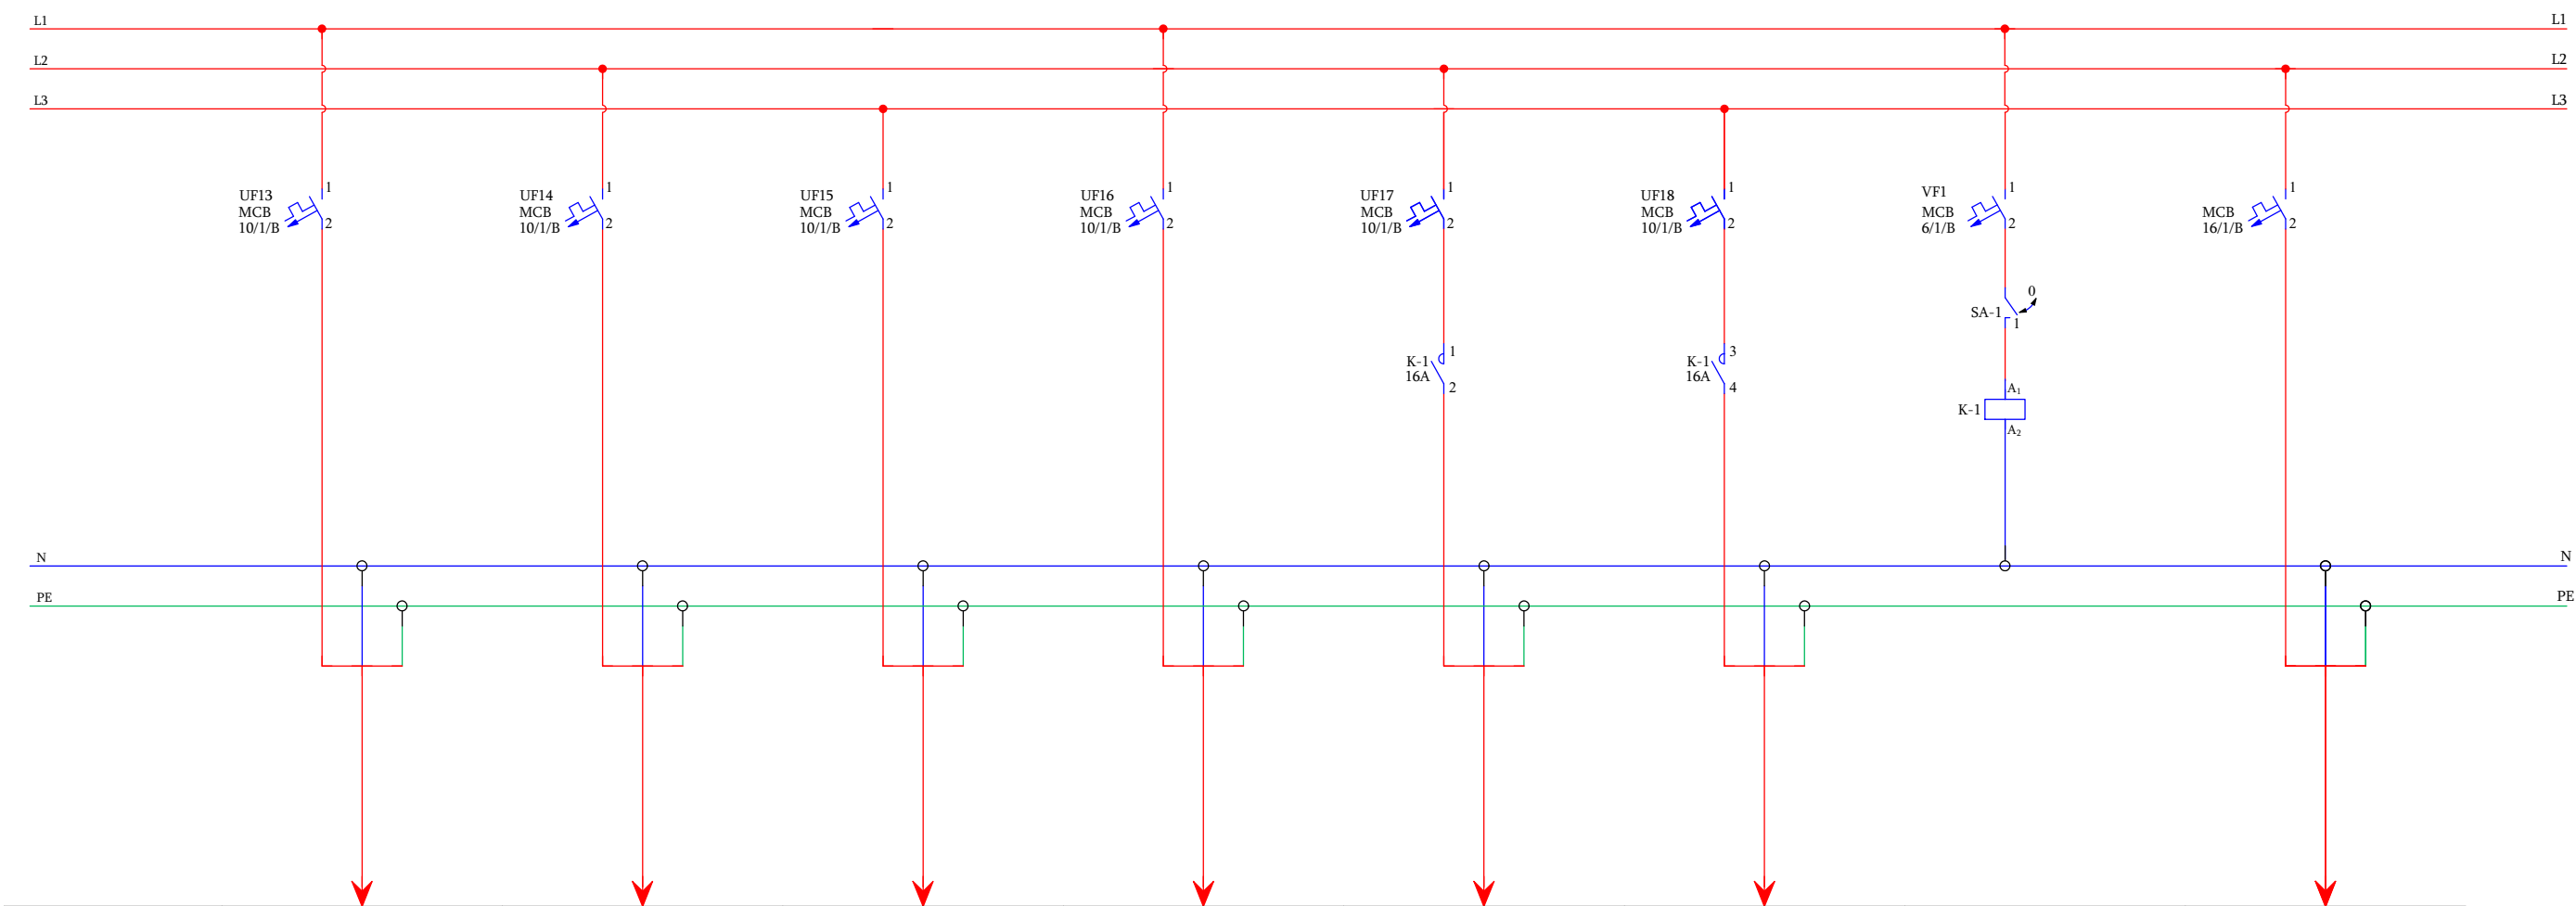 L1
L1
L2
L2
L3
L3
UF13
MCB
10/1/B
1
2
UF14
MCB
10/1/B
1
2
UF15
MCB
10/1/B
1
2
UF16
MCB
10/1/B
1
2
UF17
MCB
10/1/B
1
2
UF18
MCB
10/1/B
1
2
VF1
MCB
6/1/B
1
2
MCB
16/1/B
1
2
SA-1
0
1
K-1
16A
1
2
K-1
16A
3
4
K-1
A₁
A₂
N
N
PE
PE